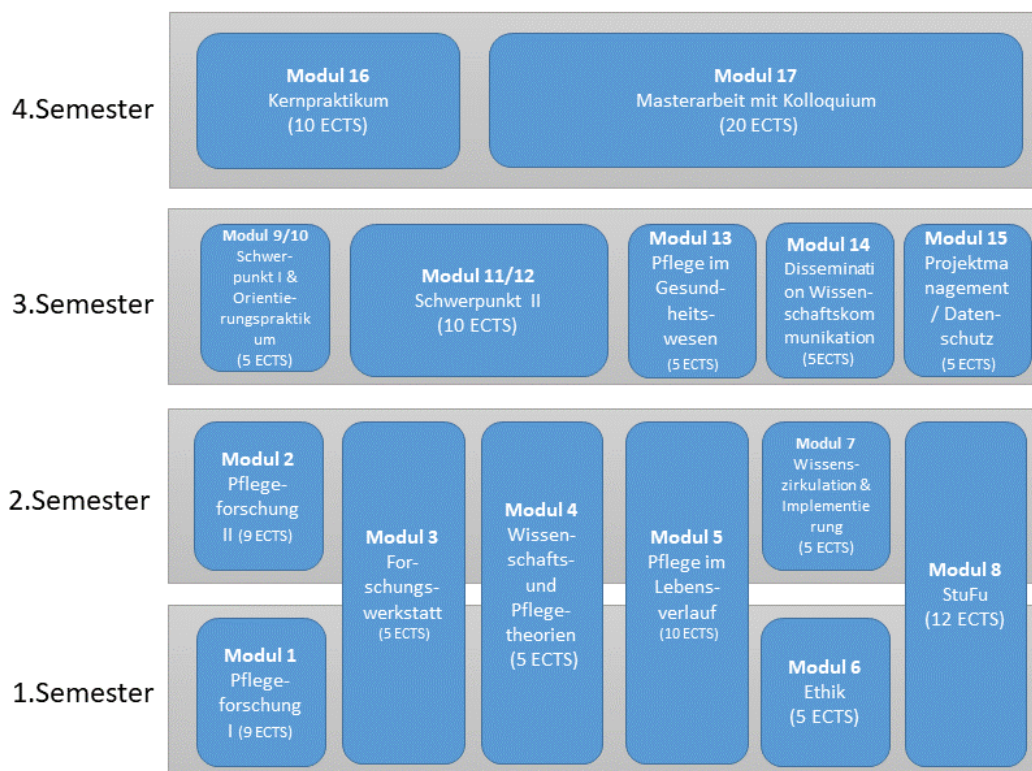 4.Semester
Modul 16
Kernpraktikum
(10 ECTS)
Modul 17
Masterarbeit mit Kolloquium
(20 ECTS)
3.Semester
Modul 9/10
Schwer-
punkt I &
Orientie-
rungspraktik
um
(5 ECTS)
Modul 11/12
Schwerpunkt II
(10 ECTS)
Modul 13
Pflege im
Gesund-
heits-
wesen
(5 ECTS)
Modul 14
Disseminati
on Wissen-
schaftskom
munikation
(5ECTS)
Modul 15
Projektma
nagement
/ Daten-
schutz
(5 ECTS)
2.Semester
Modul 2
Pflege-
forschung
II (9 ECTS)
Modul 3
For-
schungs-
werkstatt
(5 ECTS)
Modul 4
Wissen-
schafts-
und
Pflege-
theorien
(5 ECTS)
Modul 5
Pflege im
Lebens-
verlauf
(10 ECTS)
Modul 7
Wissens-
zirkulation &
Implementie
rung
(5 ECTS)
Modul 8
StuFu
(12 ECTS)
1.Semester
Modul 1
Pflege-
forschung
I (9 ECTS)
Modul 6
Ethik
(5 ECTS)